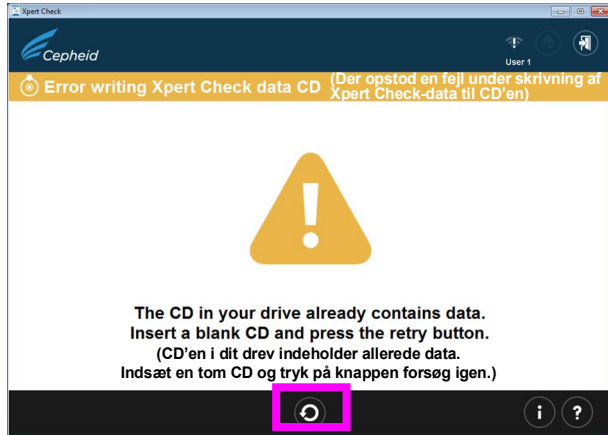 Xpert Check
Cepheid
User 1
Error writing Xpert Check data CD (Der opstod en fejl under skrivning af
Xpert Check-data til CD'en)
The CD in your drive already contains data.
Insert a blank CD and press the retry button.
(CD'en i dit drev indeholder allerede data.
Indsæt en tom CD og tryk på knappen forsøg igen.)
i ?